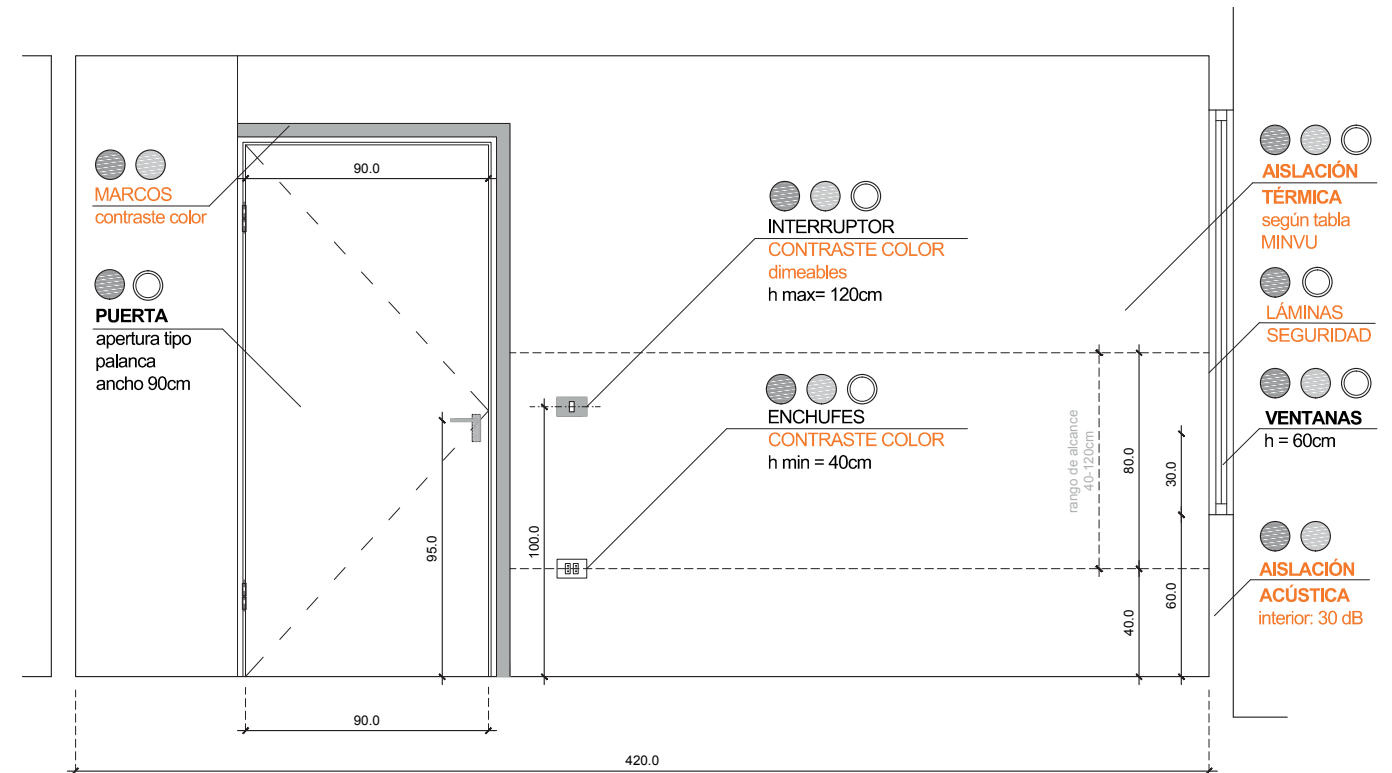 MARCOS
contraste color
PUERTA
apertura tipo
palanca
ancho 90cm
90.0
95.0
100.0
INTERRUPTOR
CONTRASTE COLOR
dimeables
h max= 120cm
ENCHUFES
CONTRASTE COLOR
h min = 40cm
rango de alcance
40-120cm
80.0
40.0
30.0
60.0
AISLACIÓN
TÉRMICA
según tabla
MINVU
LÁMINAS
SEGURIDAD
VENTANAS
h = 60cm
AISLACIÓN
ACÚSTICA
interior: 30 dB
90.0
420.0